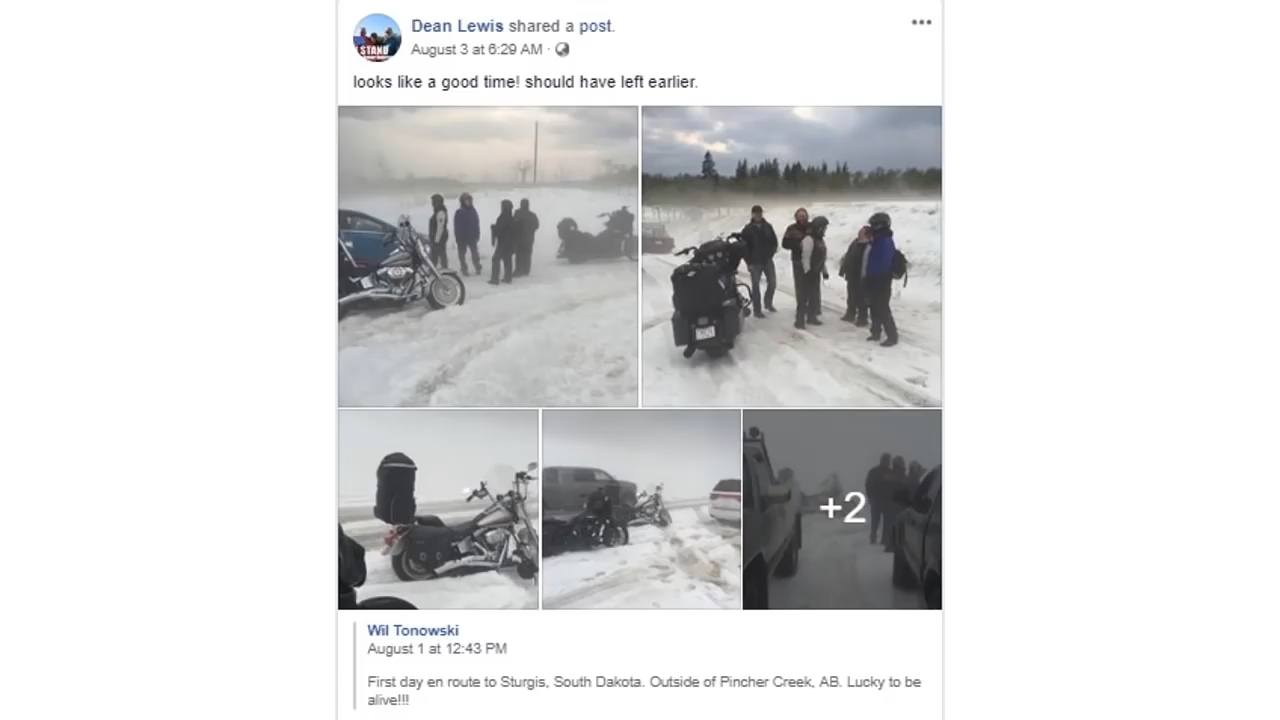 Dean Lewis shared a post.
August 3 at 6:29 AM ·
looks like a good time! should have left earlier.
STAND
+2
Wil Tonowski
August 1 at 12:43 PM
First day en route to Sturgis, South Dakota. Outside of Pincher Creek, AB. Lucky to be
alive!!!